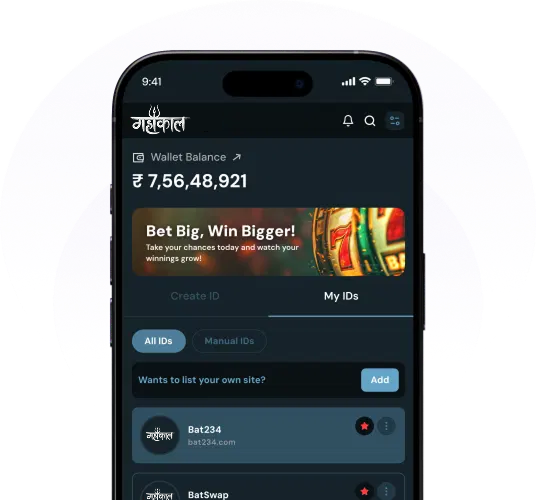 9:41
महाकाल
Wallet Balance
₹ 7,56,48,921
Bet Big, Win Bigger!
Take your chances today and watch your
winnings grow!
Create ID
My IDs
All IDs
Manual IDs
Wants to list your own site?
Add
महाकाल
Bat234
bat234.com
BatSwap